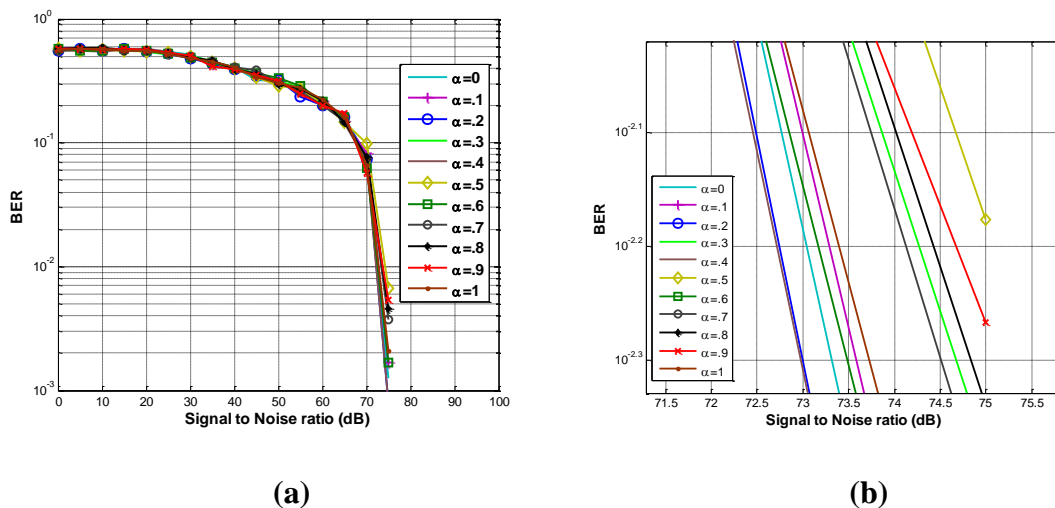 10^0
10^-1
10^-2
10^-3
BER
0 10 20 30 40 50 60 70 80 90 100
Signal to Noise ratio (dB)
α=0
α=.1
α=.2
α=.3
α=.4
α=.5
α=.6
α=.7
α=.8
α=.9
α=1
(a)
10^-2.1
10^-2.2
10^-2.3
BER
71.5 72 72.5 73 73.5 74 74.5 75 75.5
Signal to Noise ratio (dB)
α=0
α=.1
α=.2
α=.3
α=.4
α=.5
α=.6
α=.7
α=.8
α=.9
α=1
(b)